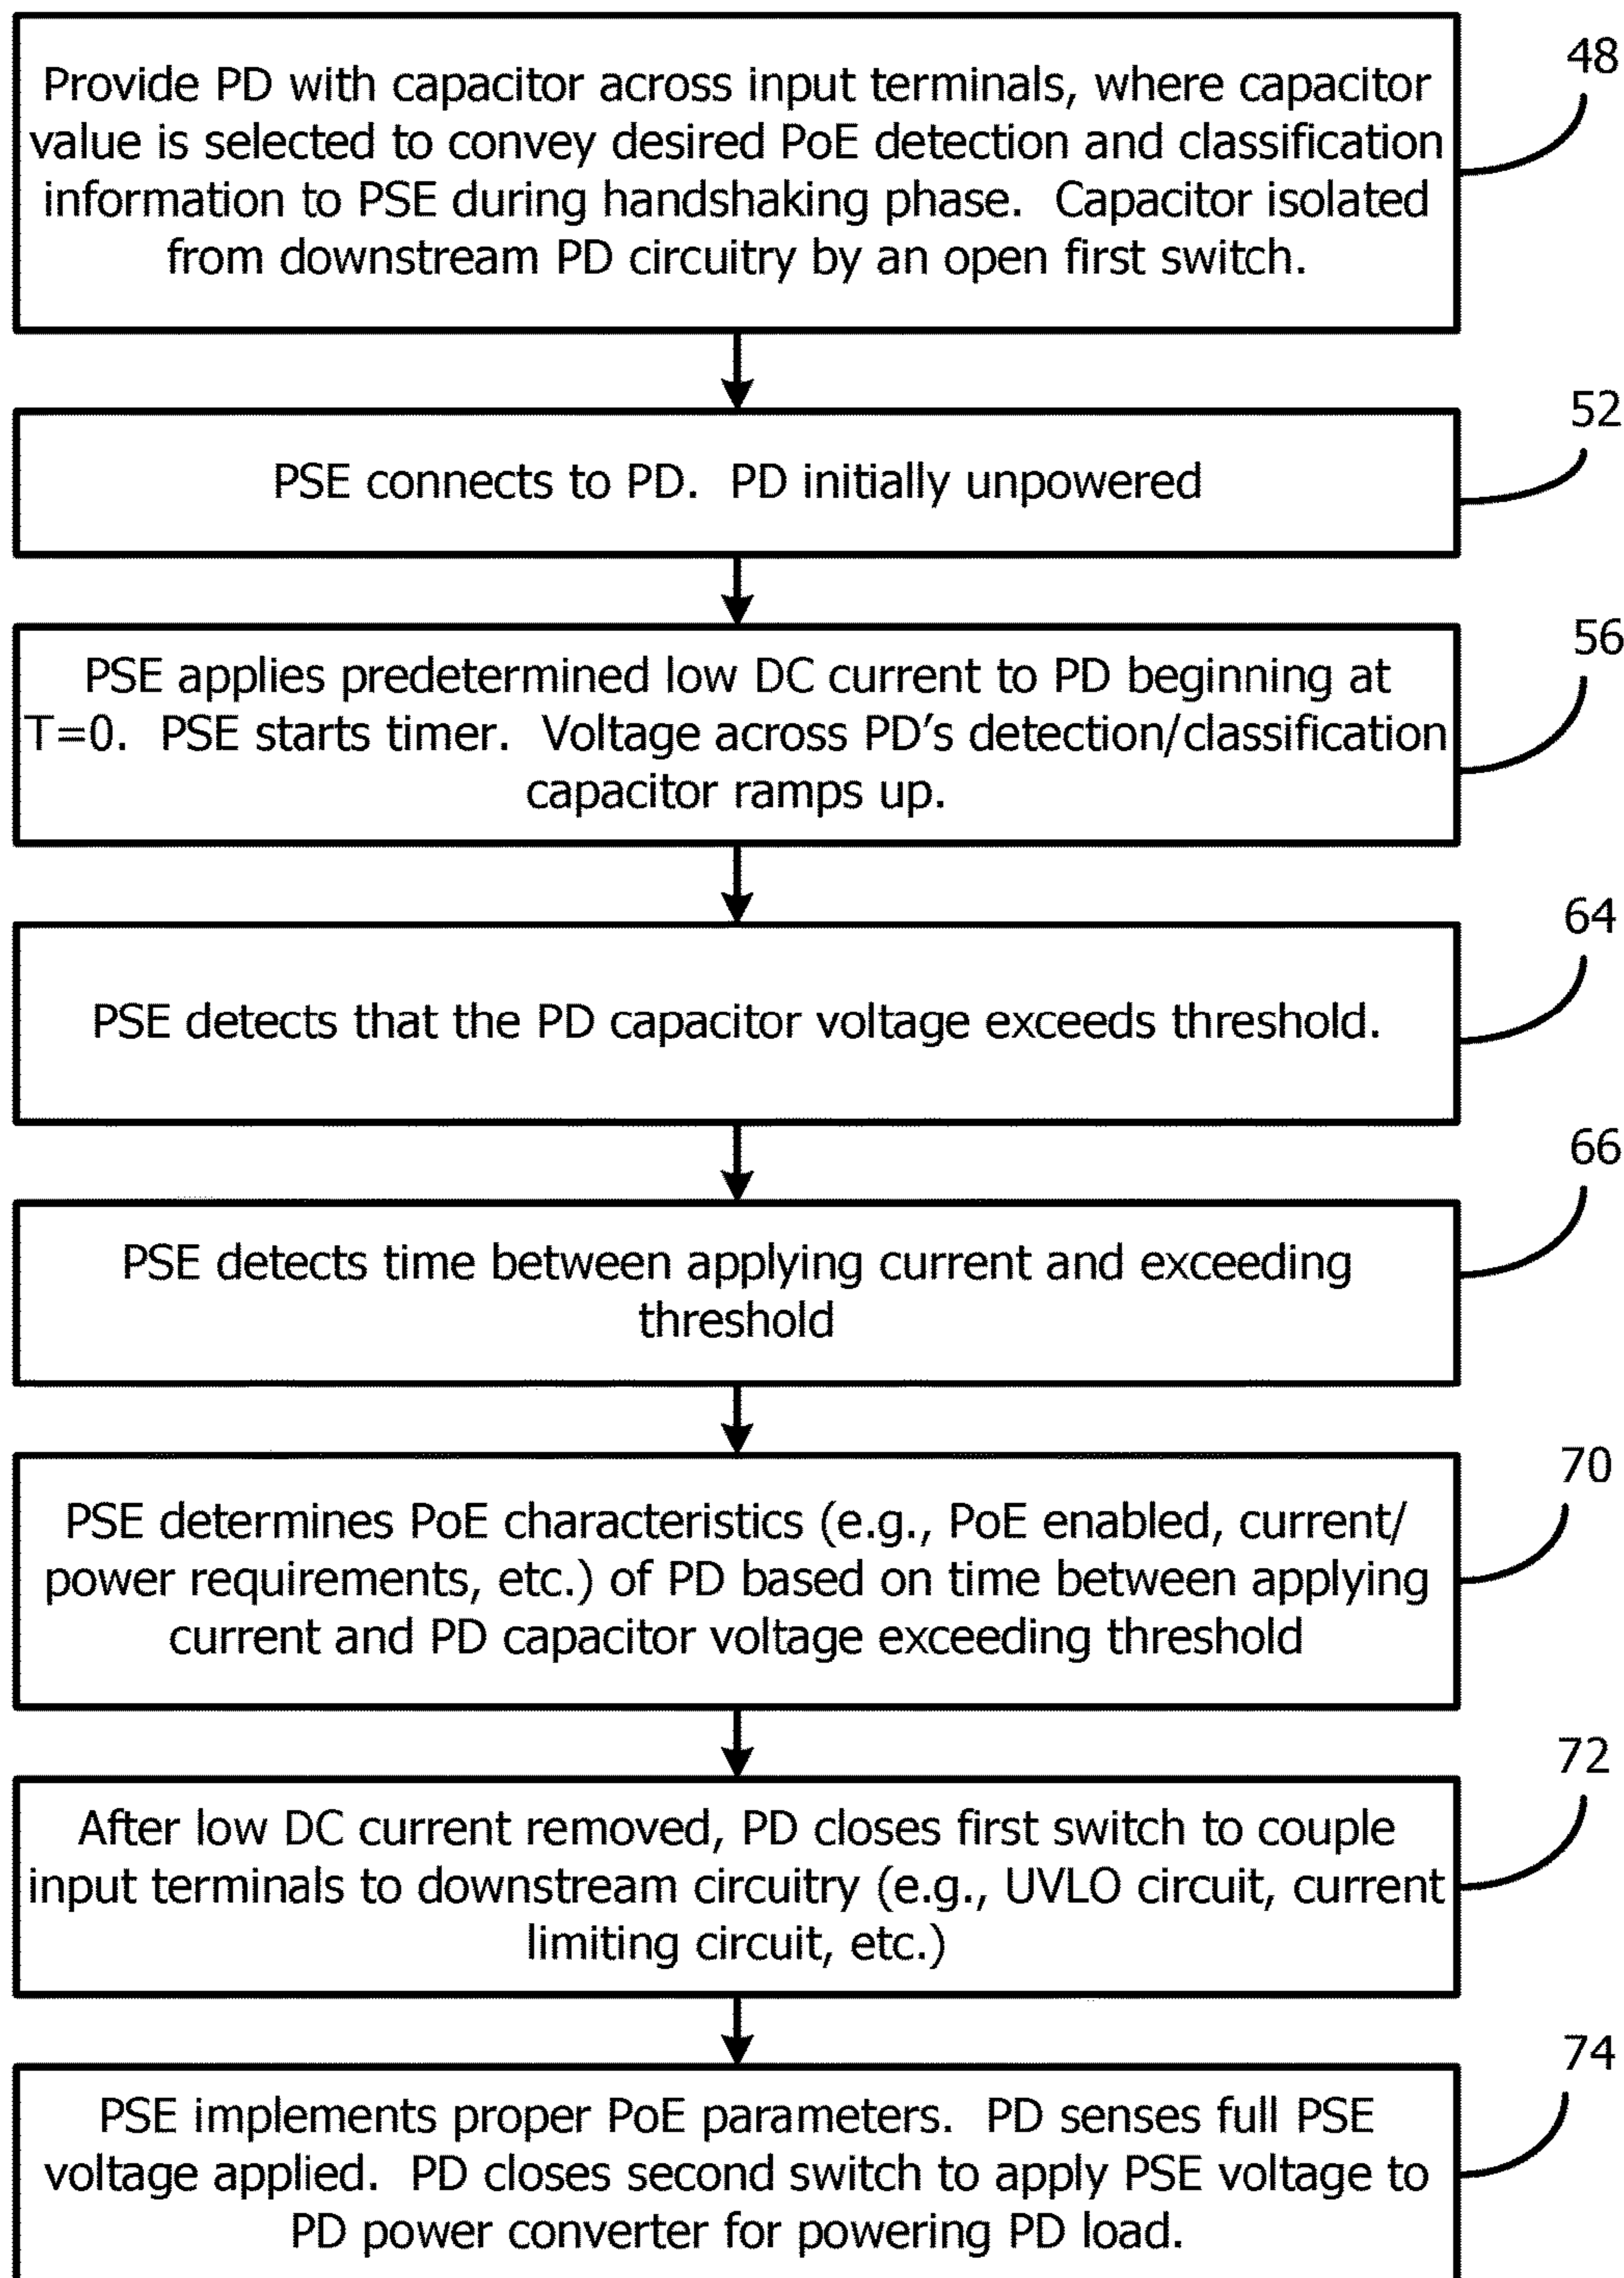 Provide PD with capacitor across input terminals, where capacitor
value is selected to convey desired PoE detection and classification
information to PSE during handshaking phase. Capacitor isolated
from downstream PD circuitry by an open first switch.
48
PSE connects to PD. PD initially unpowered
52
PSE applies predetermined low DC current to PD beginning at
T=0. PSE starts timer. Voltage across PD's detection/classification
capacitor ramps up.
56
PSE detects that the PD capacitor voltage exceeds threshold.
64
PSE detects time between applying current and exceeding
threshold
66
PSE determines PoE characteristics (e.g., PoE enabled, current/
power requirements, etc.) of PD based on time between applying
current and PD capacitor voltage exceeding threshold
70
After low DC current removed, PD closes first switch to couple
input terminals to downstream circuitry (e.g., UVLO circuit, current
limiting circuit, etc.)
72
PSE implements proper PoE parameters. PD senses full PSE
voltage applied. PD closes second switch to apply PSE voltage to
PD power converter for powering PD load.
74